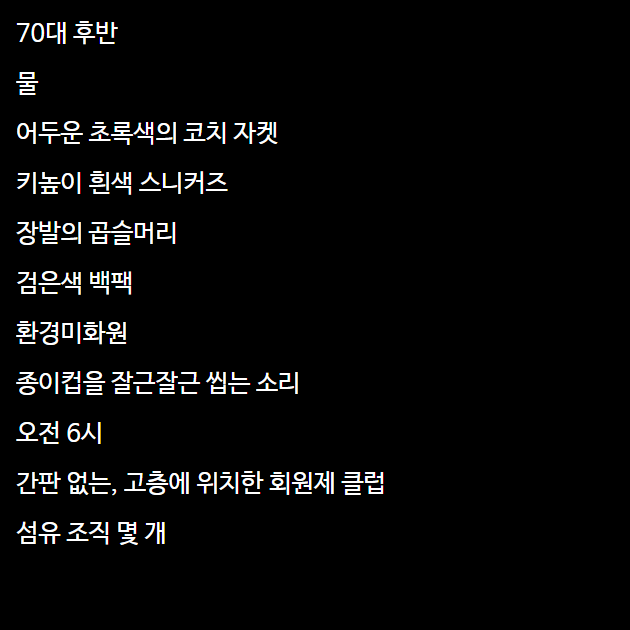 70대 후반
물
어두운 초록색의 코치 자켓
키높이 흰색 스니커즈
장발의 곱슬머리
검은색 백팩
환경미화원
종이컵을 잘근잘근 씹는 소리
오전 6시
간판 없는, 고층에 위치한 회원제 클럽
섬유 조직 몇 개